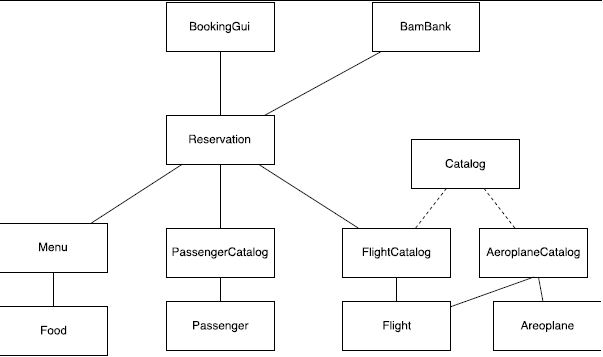 BookingGui
BamBank
Reservation
Catalog
Menu
PassengerCatalog
FlightCatalog
AeroplaneCatalog
Food
Passenger
Flight
Areoplane